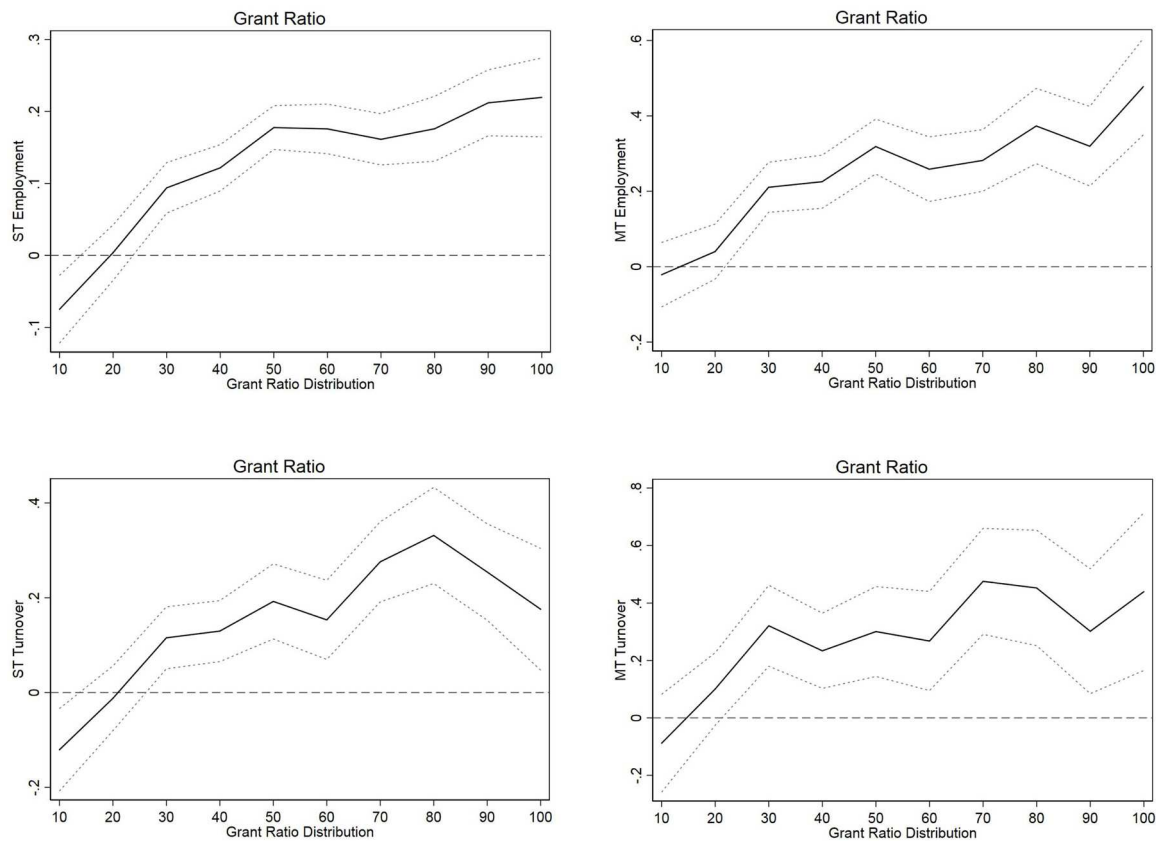 Grant Ratio
ST Employment
.3
.2
.1
0
-.1
10 20 30 40 50 60 70 80 90 100
Grant Ratio Distribution
Grant Ratio
MT Employment
.6
.4
.2
0
-.2
10 20 30 40 50 60 70 80 90 100
Grant Ratio Distribution
Grant Ratio
ST Turnover
.4
.2
0
-.2
10 20 30 40 50 60 70 80 90 100
Grant Ratio Distribution
Grant Ratio
MT Turnover
.8
.6
.4
.2
0
-.2
10 20 30 40 50 60 70 80 90 100
Grant Ratio Distribution